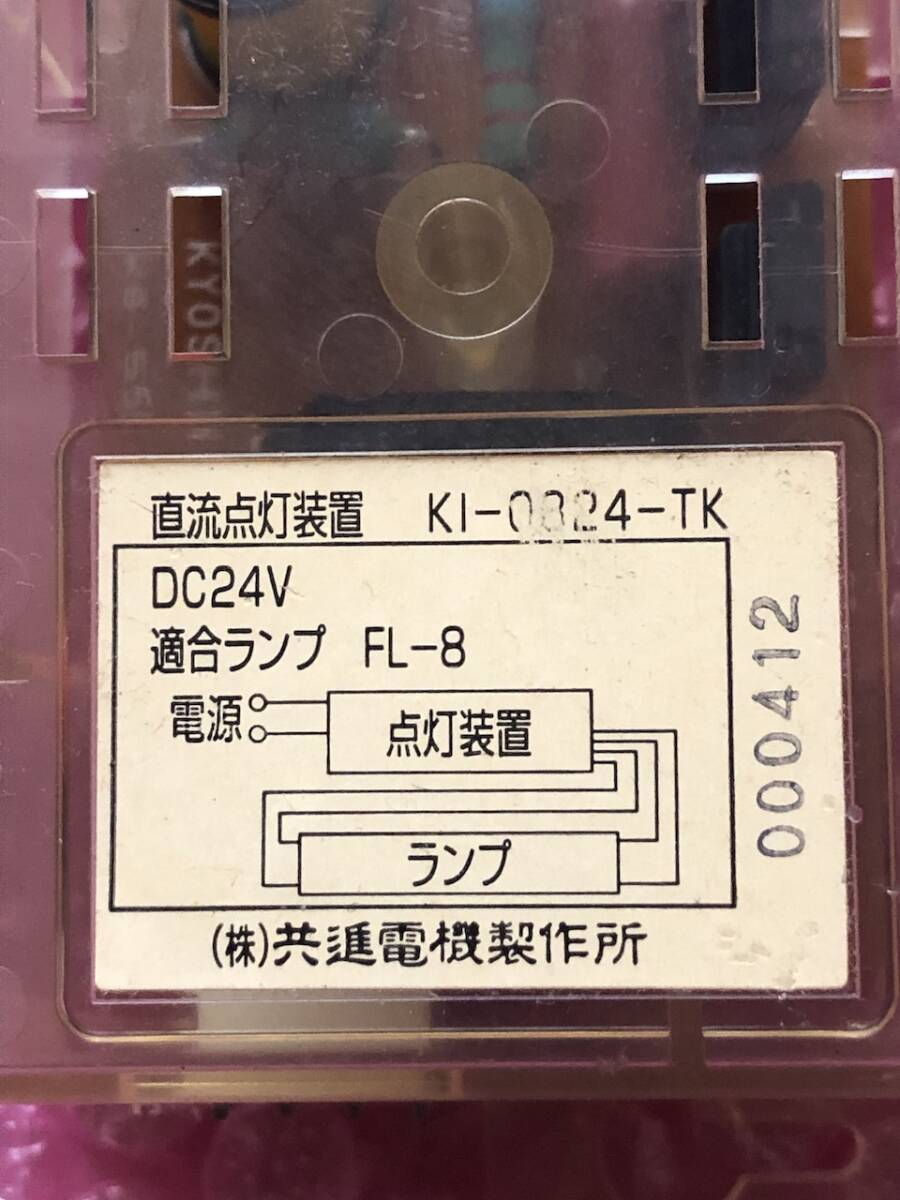 KYOSHIN
直流点灯装置 KI-0824-TK
DC24V
適合ランプ FL-8
電源
点灯装置
ランプ
(株)共進電機製作所
000412